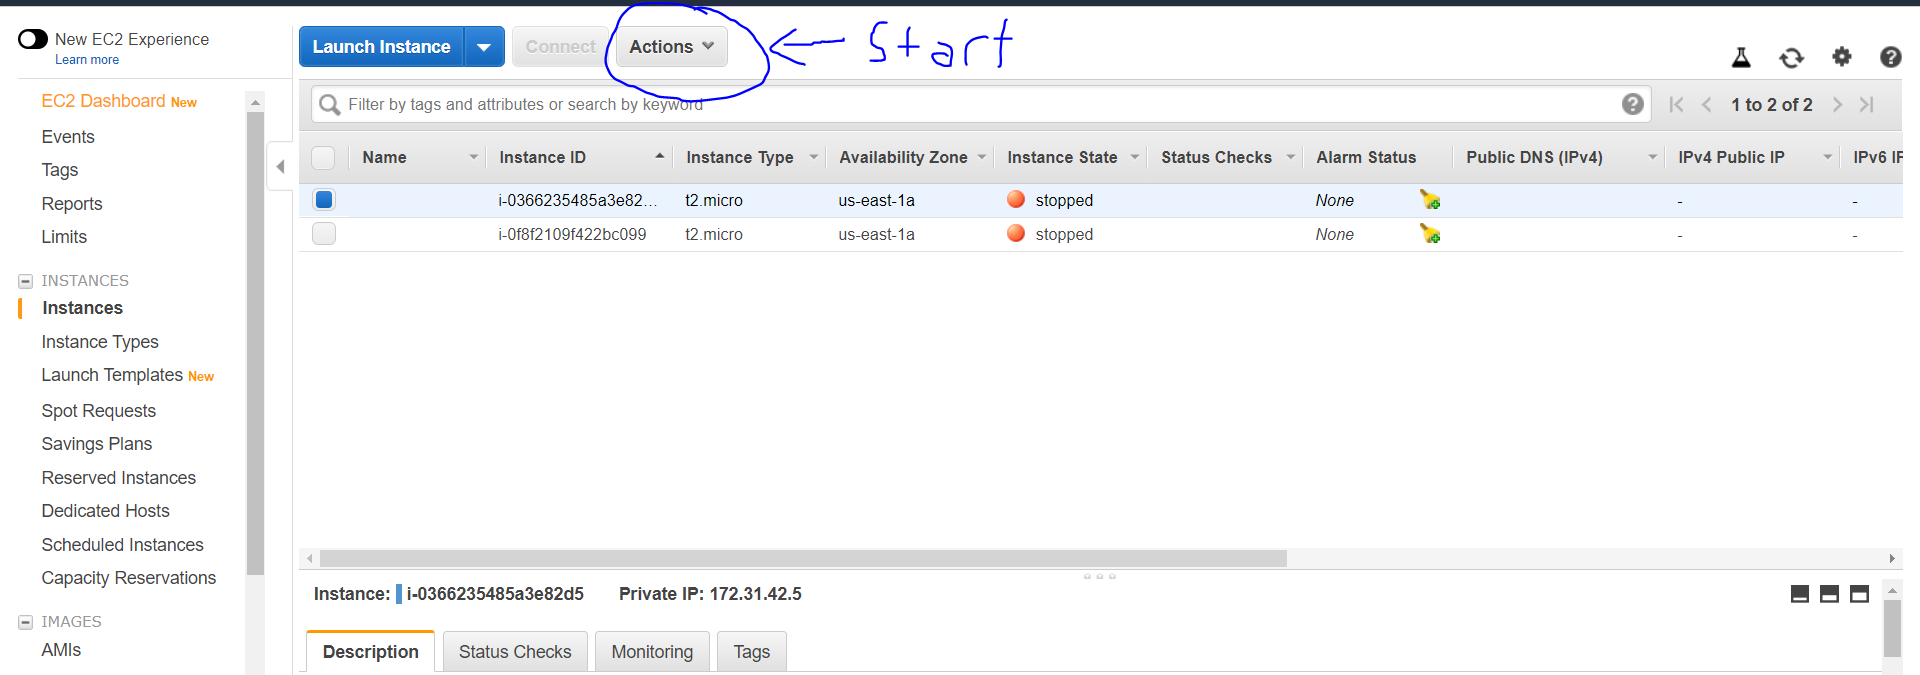 New EC2 Experience
Learn more
Launch Instance Connect Actions Start
EC2 Dashboard New
Events
Tags
Reports
Limits
INSTANCES
Instances
Instance Types
Launch Templates New
Spot Requests
Savings Plans
Reserved Instances
Dedicated Hosts
Scheduled Instances
Capacity Reservations
IMAGES
AMIs
Filter by tags and attributes or search by keyword
1 to 2 of 2
Name Instance ID Instance Type Availability Zone Instance State Status Checks Alarm Status Public DNS (IPv4) IPv4 Public IP IPv6 IP
i-0366235485a3e82... t2.micro us-east-1a stopped None - -
i-0f8f2109f422bc099 t2.micro us-east-1a stopped None - -
Instance: i-0366235485a3e82d5 Private IP: 172.31.42.5
Description Status Checks Monitoring Tags